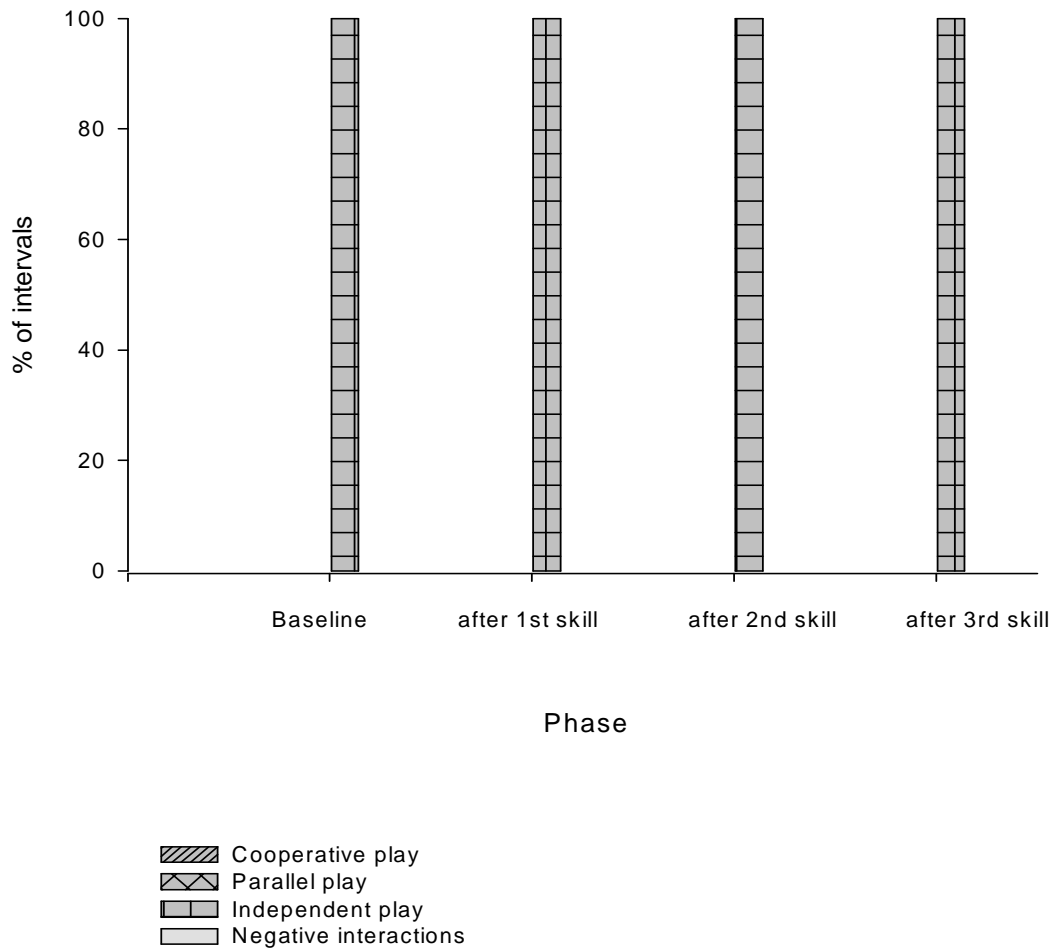 100
80
60
40
20
0
% of intervals
Baseline after 1st skill after 2nd skill after 3rd skill
Phase
Cooperative play
Parallel play
Independent play
Negative interactions